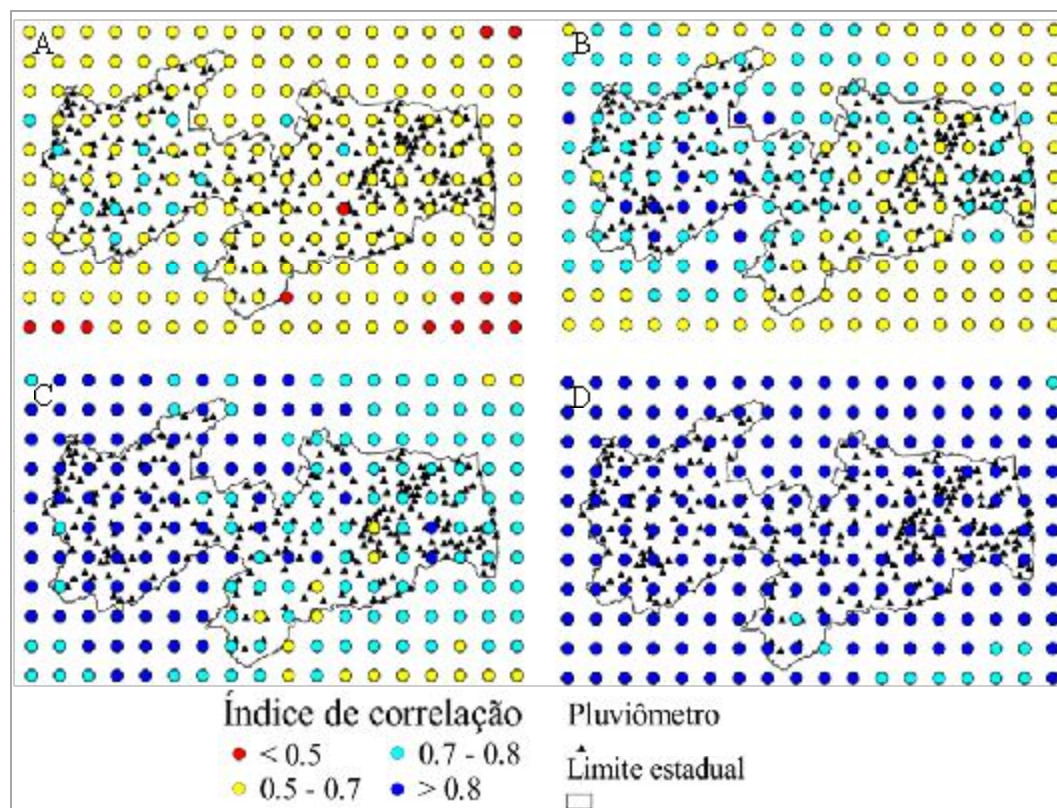 A
B
C
D
Índice de correlação
< 0.5
0.7 - 0.8
0.5 - 0.7
> 0.8
Pluviômetro
Limite estadual